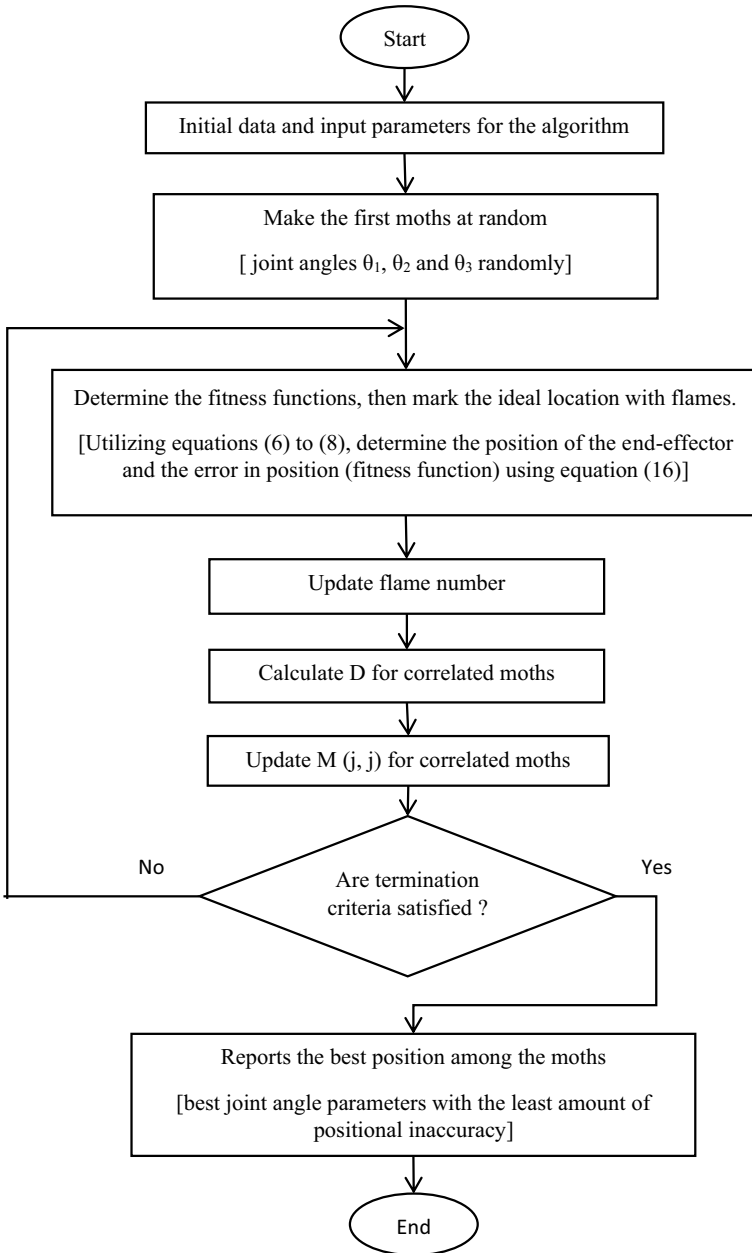 Start
Initial data and input parameters for the algorithm
Make the first moths at random
[ joint angles θ₁, θ₂ and θ₃ randomly]
Determine the fitness functions, then mark the ideal location with flames.
[Utilizing equations (6) to (8), determine the position of the end-effector
and the error in position (fitness function) using equation (16)]
Update flame number
Calculate D for correlated moths
Update M (j, j) for correlated moths
No
Yes
Are termination
criteria satisfied ?
Reports the best position among the moths
[best joint angle parameters with the least amount of
positional inaccuracy]
End